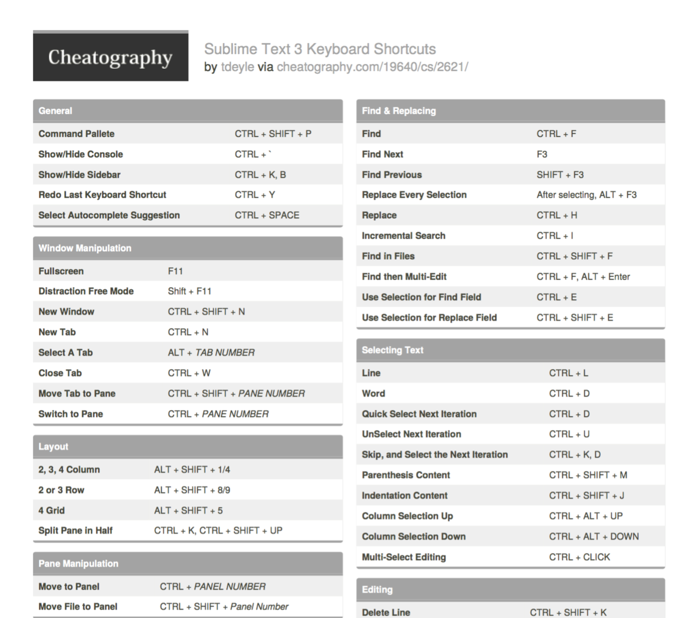 Cheatography
Sublime Text 3 Keyboard Shortcuts
by tdeyle via cheatography.com/19640/cs/2621/
General
Command Pallete CTRL + SHIFT + P
Show/Hide Console CTRL + `
Show/Hide Sidebar CTRL + K, B
Redo Last Keyboard Shortcut CTRL + Y
Select Autocomplete Suggestion CTRL + SPACE
Window Manipulation
Fullscreen F11
Distraction Free Mode Shift + F11
New Window CTRL + SHIFT + N
New Tab CTRL + N
Select A Tab ALT + TAB NUMBER
Close Tab CTRL + W
Move Tab to Pane CTRL + SHIFT + PANE NUMBER
Switch to Pane CTRL + PANE NUMBER
Layout
2, 3, 4 Column ALT + SHIFT + 1/4
2 or 3 Row ALT + SHIFT + 8/9
4 Grid ALT + SHIFT + 5
Split Pane in Half CTRL + K, CTRL + SHIFT + UP
Pane Manipulation
Move to Panel CTRL + PANEL NUMBER
Move File to Panel CTRL + SHIFT + Panel Number
Find & Replacing
Find CTRL + F
Find Next F3
Find Previous SHIFT + F3
Replace Every Selection After selecting, ALT + F3
Replace CTRL + H
Incremental Search CTRL + I
Find in Files CTRL + SHIFT + F
Find then Multi-Edit CTRL + F, ALT + Enter
Use Selection for Find Field CTRL + E
Use Selection for Replace Field CTRL + SHIFT + E
Selecting Text
Line CTRL + L
Word CTRL + D
Quick Select Next Iteration CTRL + D
UnSelect Next Iteration CTRL + U
Skip, and Select the Next Iteration CTRL + K, D
Parenthesis Content CTRL + SHIFT + M
Indentation Content CTRL + SHIFT + J
Column Selection Up CTRL + ALT + UP
Column Selection Down CTRL + ALT + DOWN
Multi-Select Editing CTRL + CLICK
Editing
Delete Line CTRL + SHIFT + K